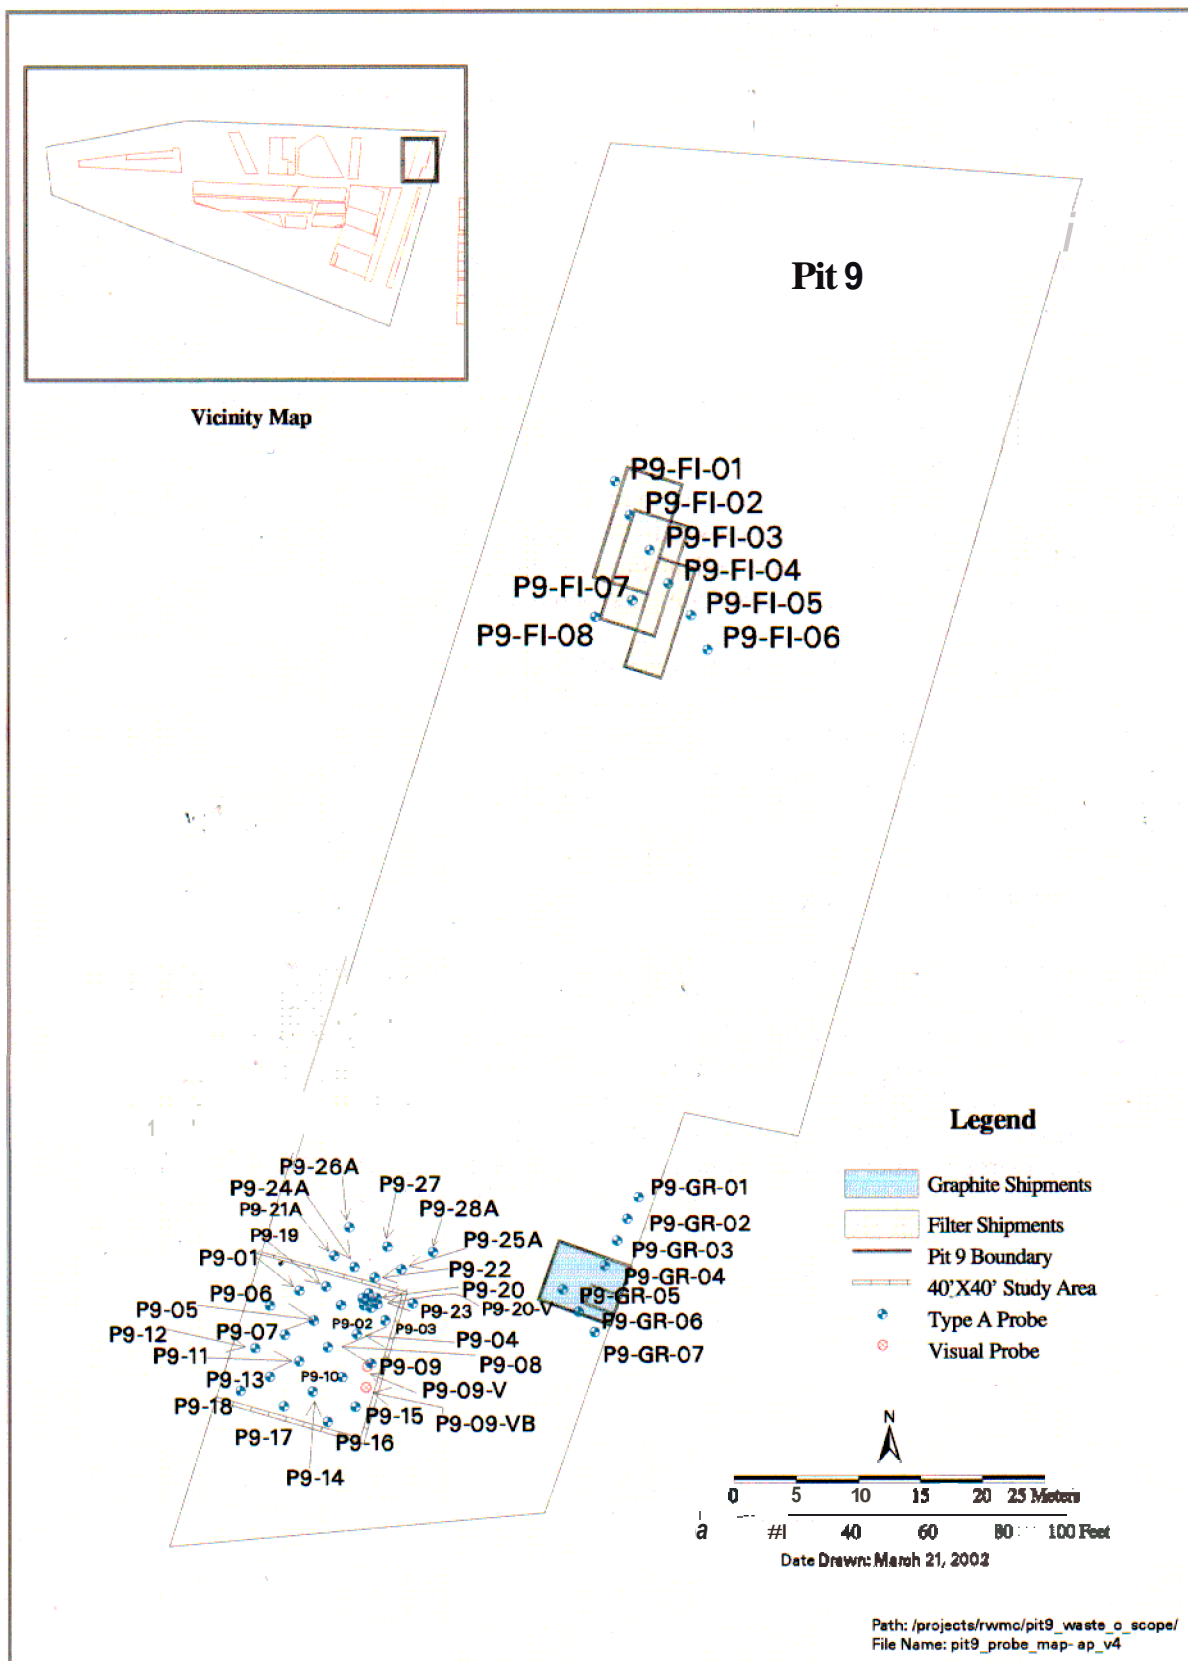 Vicinity Map
Pit 9
P9-FI-01
P9-FI-02
P9-FI-03
P9-FI-04
P9-FI-07
P9-FI-05
P9-FI-08
P9-FI-06
P9-26A
P9-24A
P9-27
P9-21A
P9-28A
P9-19
P9-25A
P9-01
P9-22
P9-06
P9-20
P9-05
P9-23
P9-20-V
P9-12
P9-07
P9-02
P9-03
P9-04
P9-11
P9-09
P9-08
P9-13
P9-10
P9-09-V
P9-18
P9-15
P9-09-VB
P9-17
P9-16
P9-14
P9-GR-01
P9-GR-02
P9-GR-03
P9-GR-04
P9-GR-05
P9-GR-06
P9-GR-07
Legend
Graphite Shipments
Filter Shipments
Pit 9 Boundary
40'X40' Study Area
Type A Probe
Visual Probe
N
0 5 10 15 20 25 Meters
a #l 40 60 80 100 Feet
Date Drawn: March 21, 2002
Path: /projects/rwmc/pit9_waste_o_scope/
File Name: pit9_probe_map-ap_v4